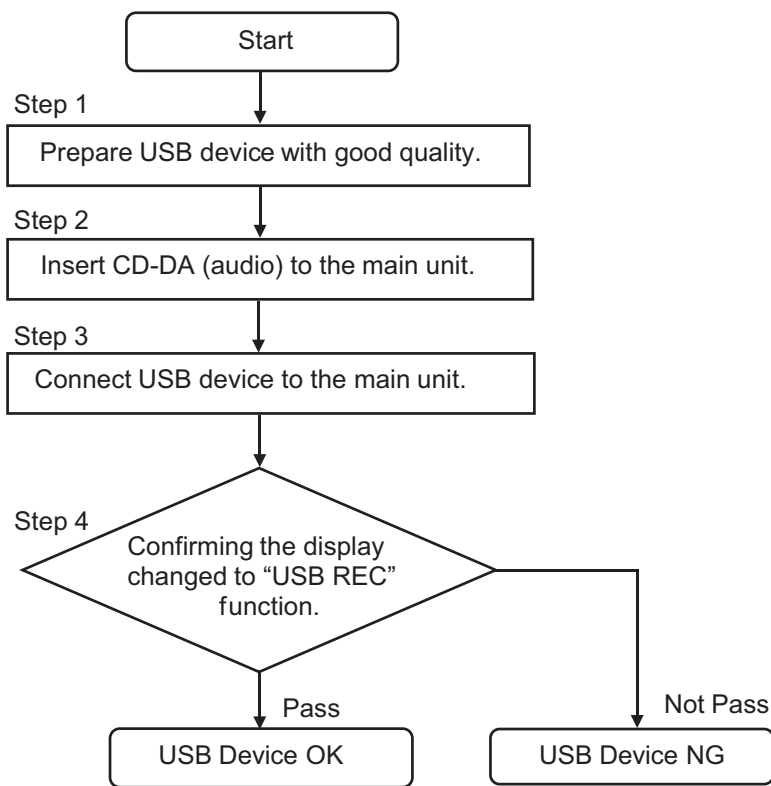 Start
Step 1
Prepare USB device with good quality.
Step 2
Insert CD-DA (audio) to the main unit.
Step 3
Connect USB device to the main unit.
Step 4
Confirming the display
changed to “USB REC”
function.
Pass
Not Pass
USB Device OK
USB Device NG